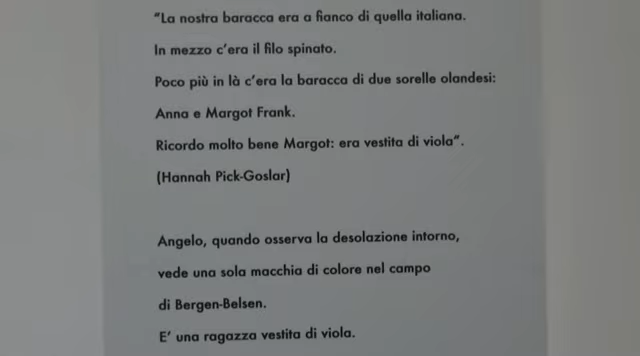 "La nostra baracca era a fianco di quella italiana.
In mezzo c'era il filo spinato.
Poco più in là c'era la baracca di due sorelle olandesi:
Anna e Margot Frank.
Ricordo molto bene Margot: era vestita di viola".
(Hannah Pick-Goslar)
Angelo, quando osserva la desolazione intorno,
vede una sola macchia di colore nel campo
di Bergen-Belsen.
E' una ragazza vestita di viola.